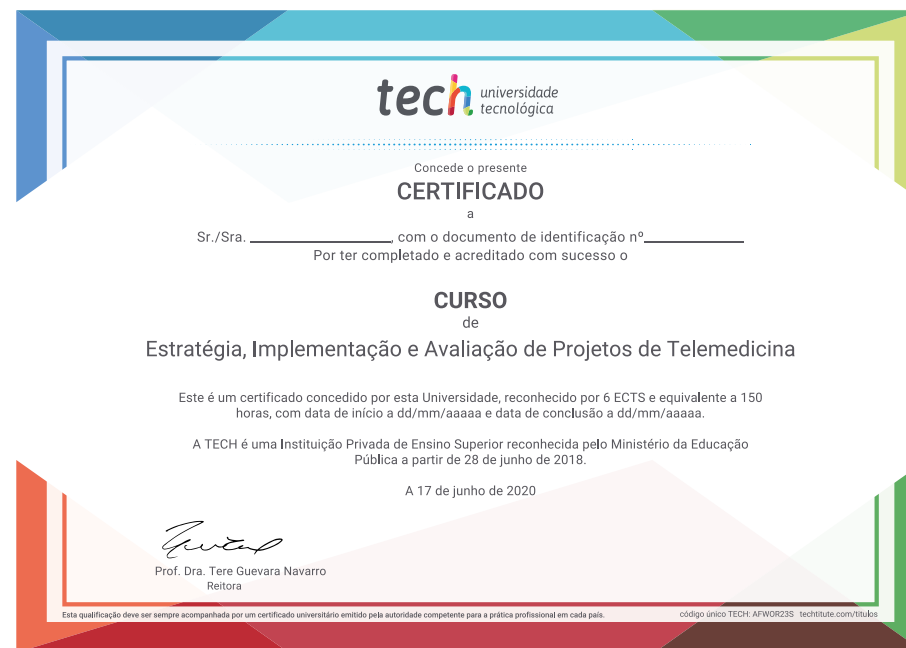 tech universidade
tecnológica
Concede o presente
CERTIFICADO
a
Sr./Sra. ____________________, com o documento de identificação nº______________
Por ter completado e acreditado com sucesso o
CURSO
de
Estratégia, Implementação e Avaliação de Projetos de Telemedicina
Este é um certificado concedido por esta Universidade, reconhecido por 6 ECTS e equivalente a 150
horas, com data de início a dd/mm/aaaaa e data de conclusão a dd/mm/aaaaa.
A TECH é uma Instituição Privada de Ensino Superior reconhecida pelo Ministério da Educação
Pública a partir de 28 de junho de 2018.
A 17 de junho de 2020
Prof. Dra. Tere Guevara Navarro
Reitora
Esta qualificação deve ser sempre acompanhada por um certificado universitário emitido pela autoridade competente para a prática profissional em cada país.
código único TECH: AFWOR23S techtitute.com/titulos